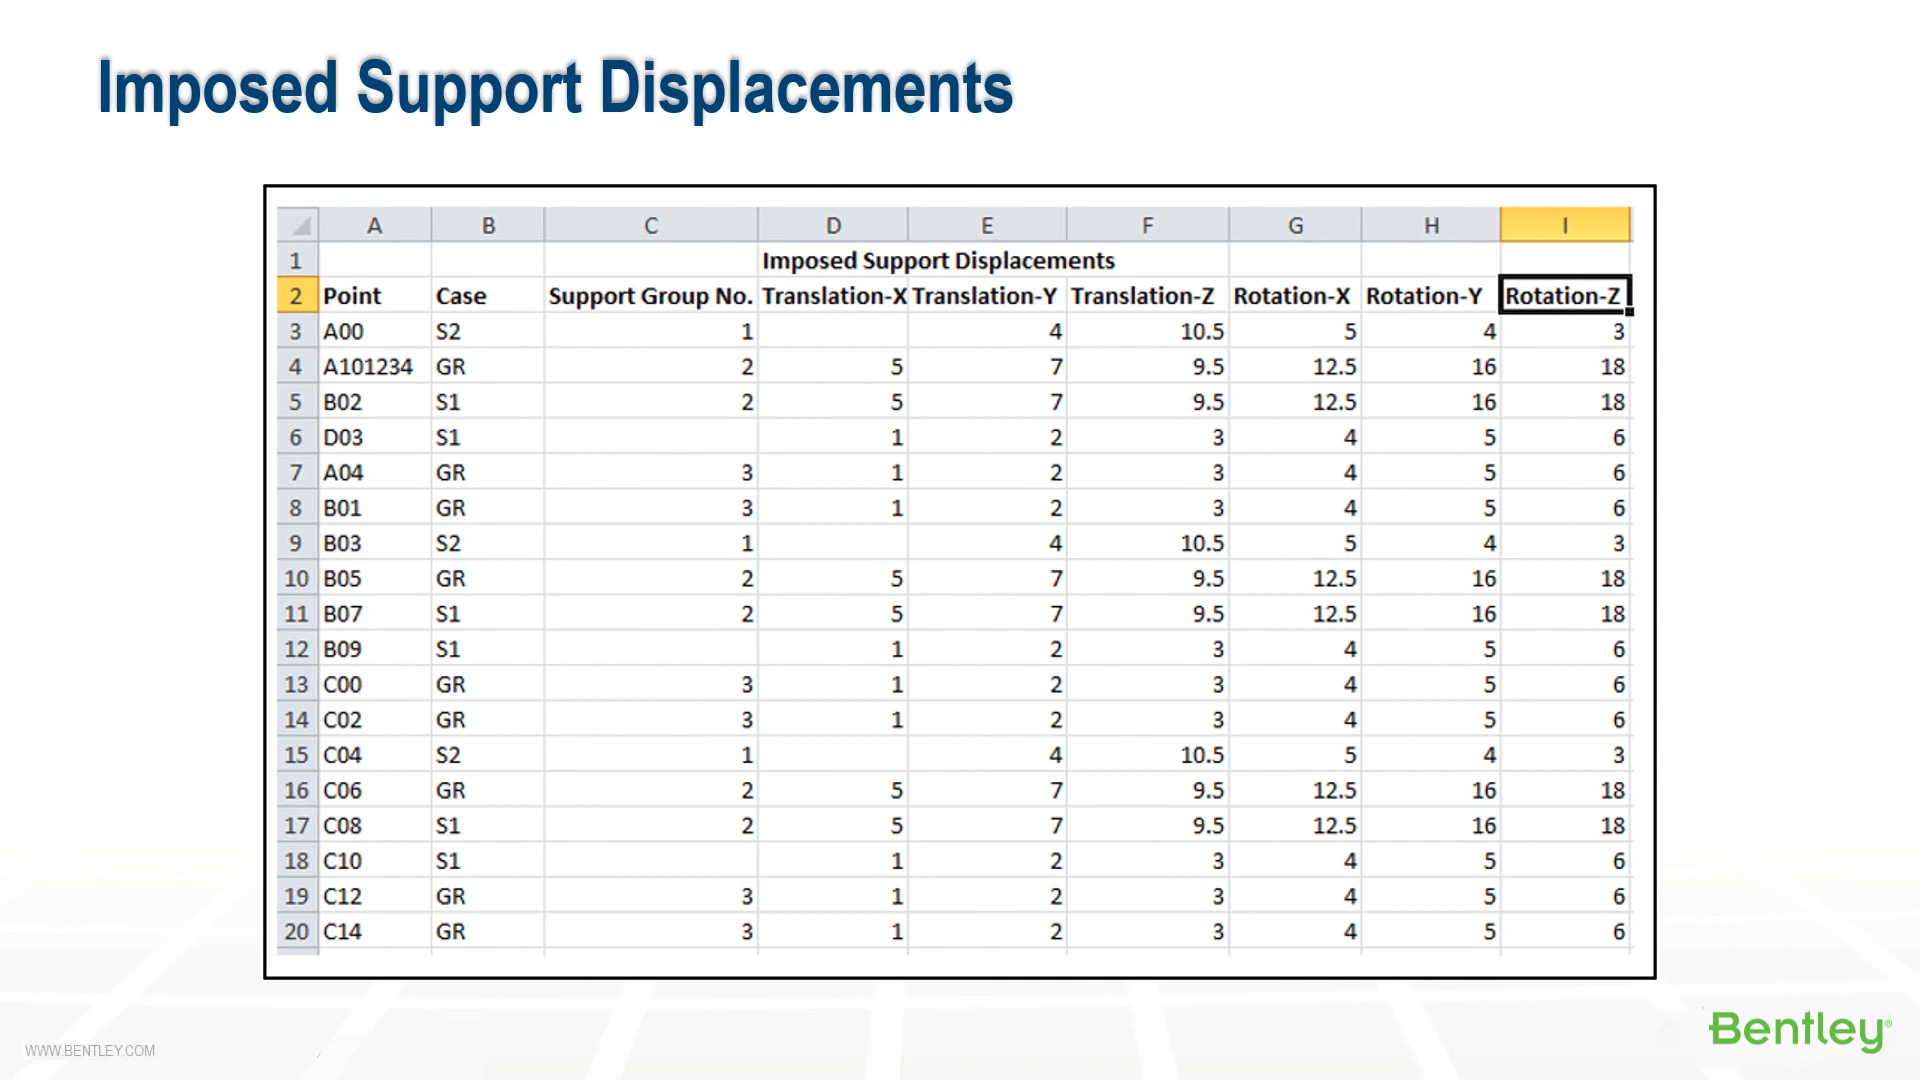 Imposed Support Displacements
A B C D E F G H I
1 Imposed Support Displacements
2 Point Case Support Group No. Translation-X Translation-Y Translation-Z Rotation-X Rotation-Y Rotation-Z
3 A00 S2 1 4 10.5 5 4 3
4 A101234 GR 2 5 7 9.5 12.5 16 18
5 B02 S1 2 5 7 9.5 12.5 16 18
6 D03 S1 1 2 3 4 5 6
7 A04 GR 3 1 2 3 4 5 6
8 B01 GR 3 1 2 3 4 5 6
9 B03 S2 1 4 10.5 5 4 3
10 B05 GR 2 5 7 9.5 12.5 16 18
11 B07 S1 2 5 7 9.5 12.5 16 18
12 B09 S1 1 2 3 4 5 6
13 C00 GR 3 1 2 3 4 5 6
14 C02 GR 3 1 2 3 4 5 6
15 C04 S2 1 4 10.5 5 4 3
16 C06 GR 2 5 7 9.5 12.5 16 18
17 C08 S1 2 5 7 9.5 12.5 16 18
18 C10 S1 1 2 3 4 5 6
19 C12 GR 3 1 2 3 4 5 6
20 C14 GR 3 1 2 3 4 5 6
WWW.BENTLEY.COM
Bentley®